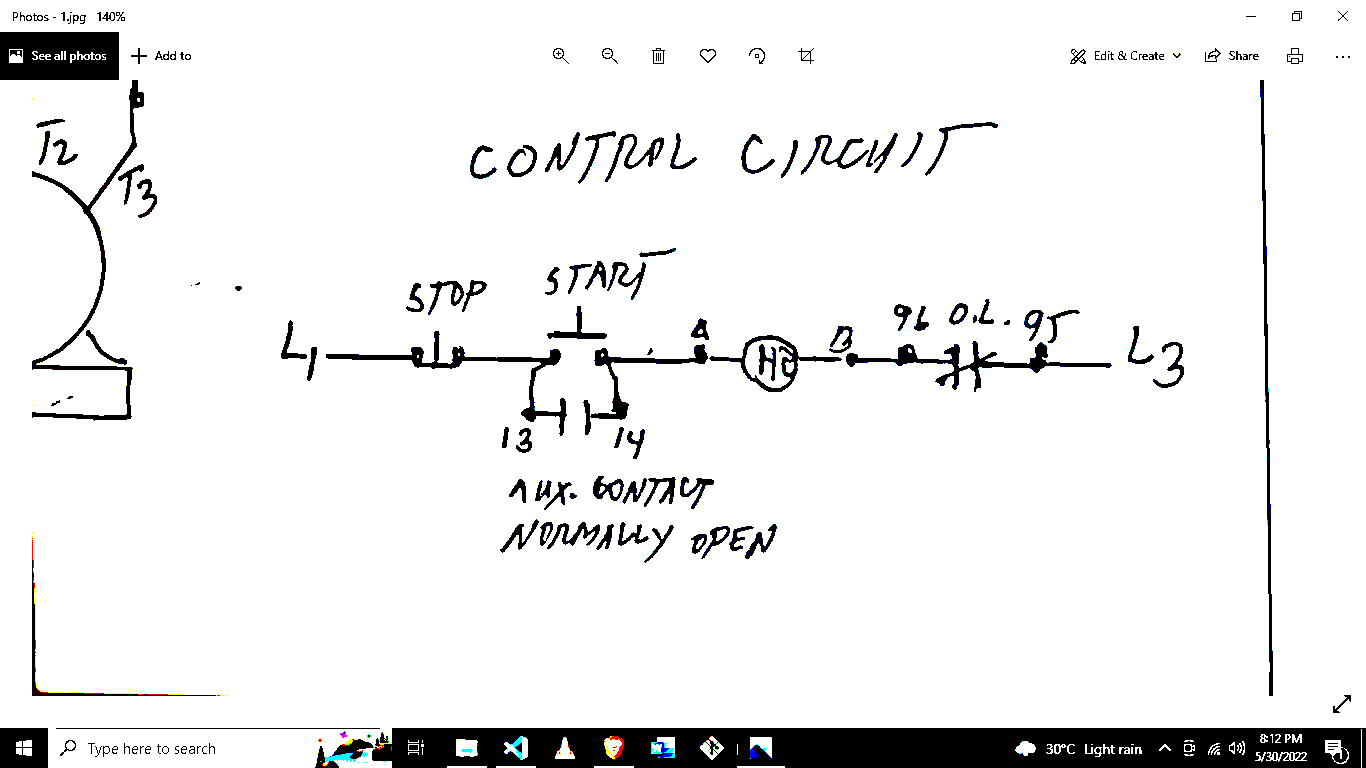 Photos - 1.jpg 140%
See all photos
Add to
Edit & Create
Share
T2
T3
CONTROL CIRCUIT
STOP
START
L1
A
B
96 O.L. 95
L3
13
14
AUX. CONTACT
NORMALLY OPEN
Type here to search
30°C Light rain
8:12 PM
5/30/2022
1